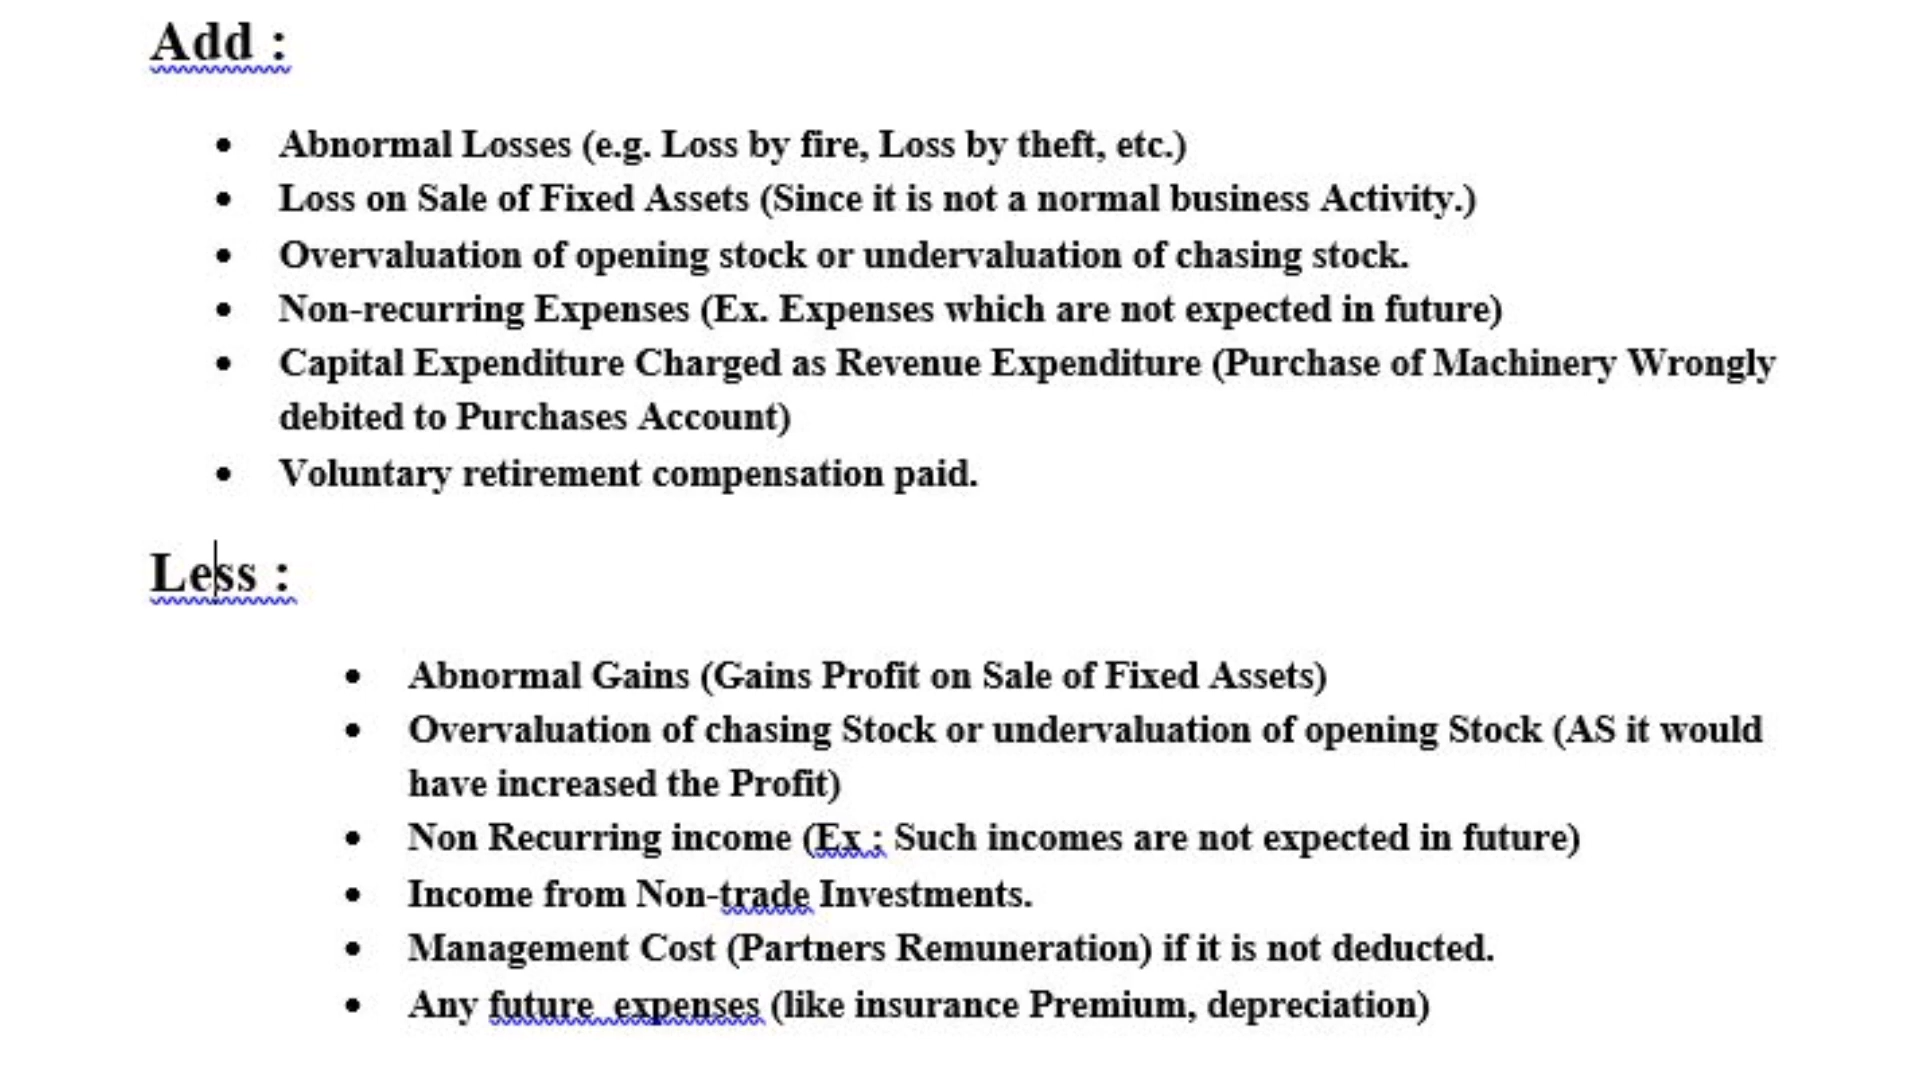 Add :
• Abnormal Losses (e.g. Loss by fire, Loss by theft, etc.)
• Loss on Sale of Fixed Assets (Since it is not a normal business Activity.)
• Overvaluation of opening stock or undervaluation of chasing stock.
• Non-recurring Expenses (Ex. Expenses which are not expected in future)
• Capital Expenditure Charged as Revenue Expenditure (Purchase of Machinery Wrongly
debited to Purchases Account)
• Voluntary retirement compensation paid.
Less :
• Abnormal Gains (Gains Profit on Sale of Fixed Assets)
• Overvaluation of chasing Stock or undervaluation of opening Stock (AS it would
have increased the Profit)
• Non Recurring income (Ex : Such incomes are not expected in future)
• Income from Non-trade Investments.
• Management Cost (Partners Remuneration) if it is not deducted.
• Any future expenses (like insurance Premium, depreciation)